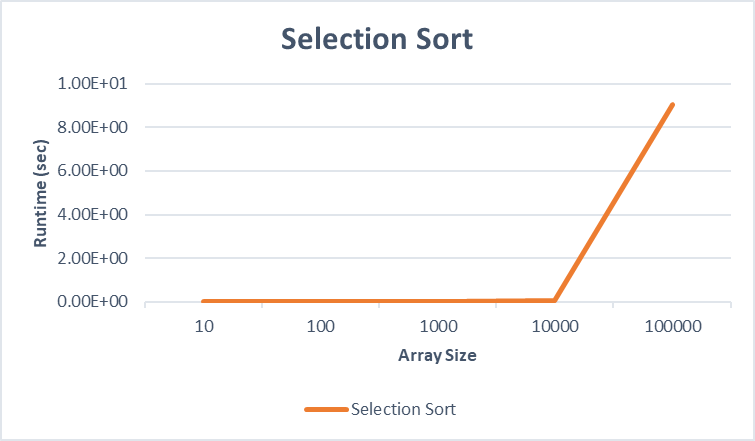 Selection Sort
1.00E+01
8.00E+00
6.00E+00
4.00E+00
2.00E+00
0.00E+00
Runtime (sec)
10 100 1000 10000 100000
Array Size
Selection Sort